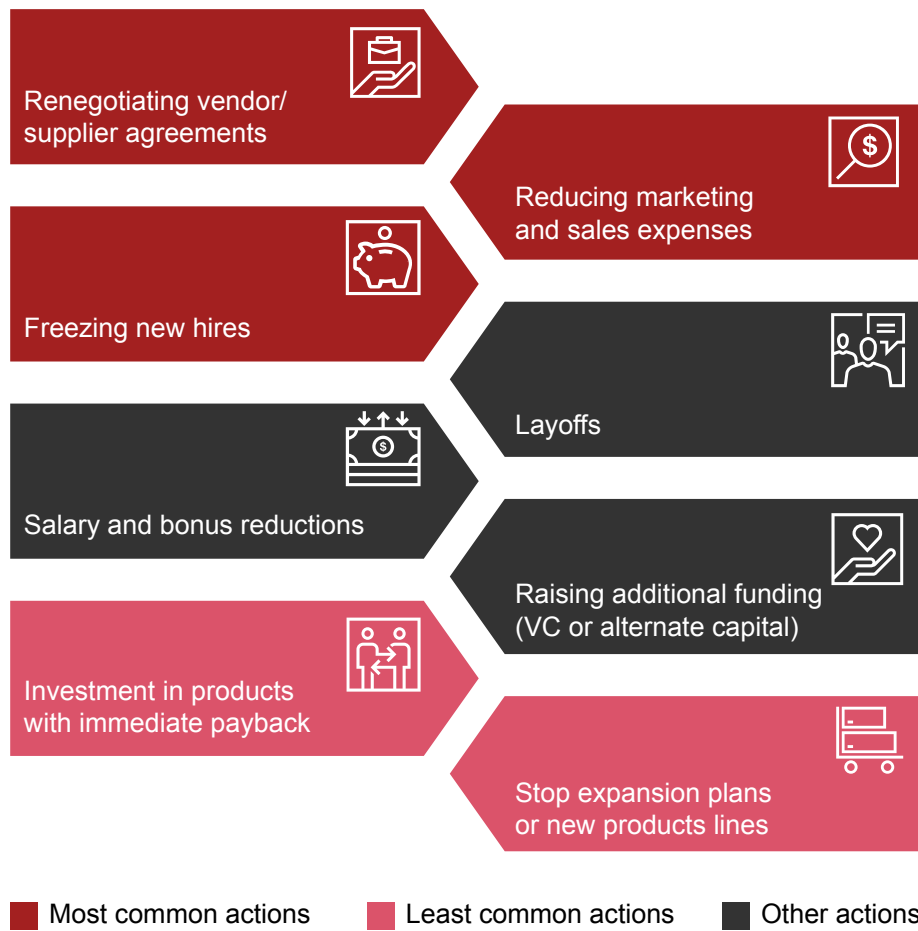 Renegotiating vendor/
supplier agreements
$
Reducing marketing
and sales expenses
Freezing new hires
Layoffs
$
Salary and bonus reductions
Raising additional funding
(VC or alternate capital)
Investment in products
with immediate payback
Stop expansion plans
or new products lines
Most common actions
Least common actions
Other actions